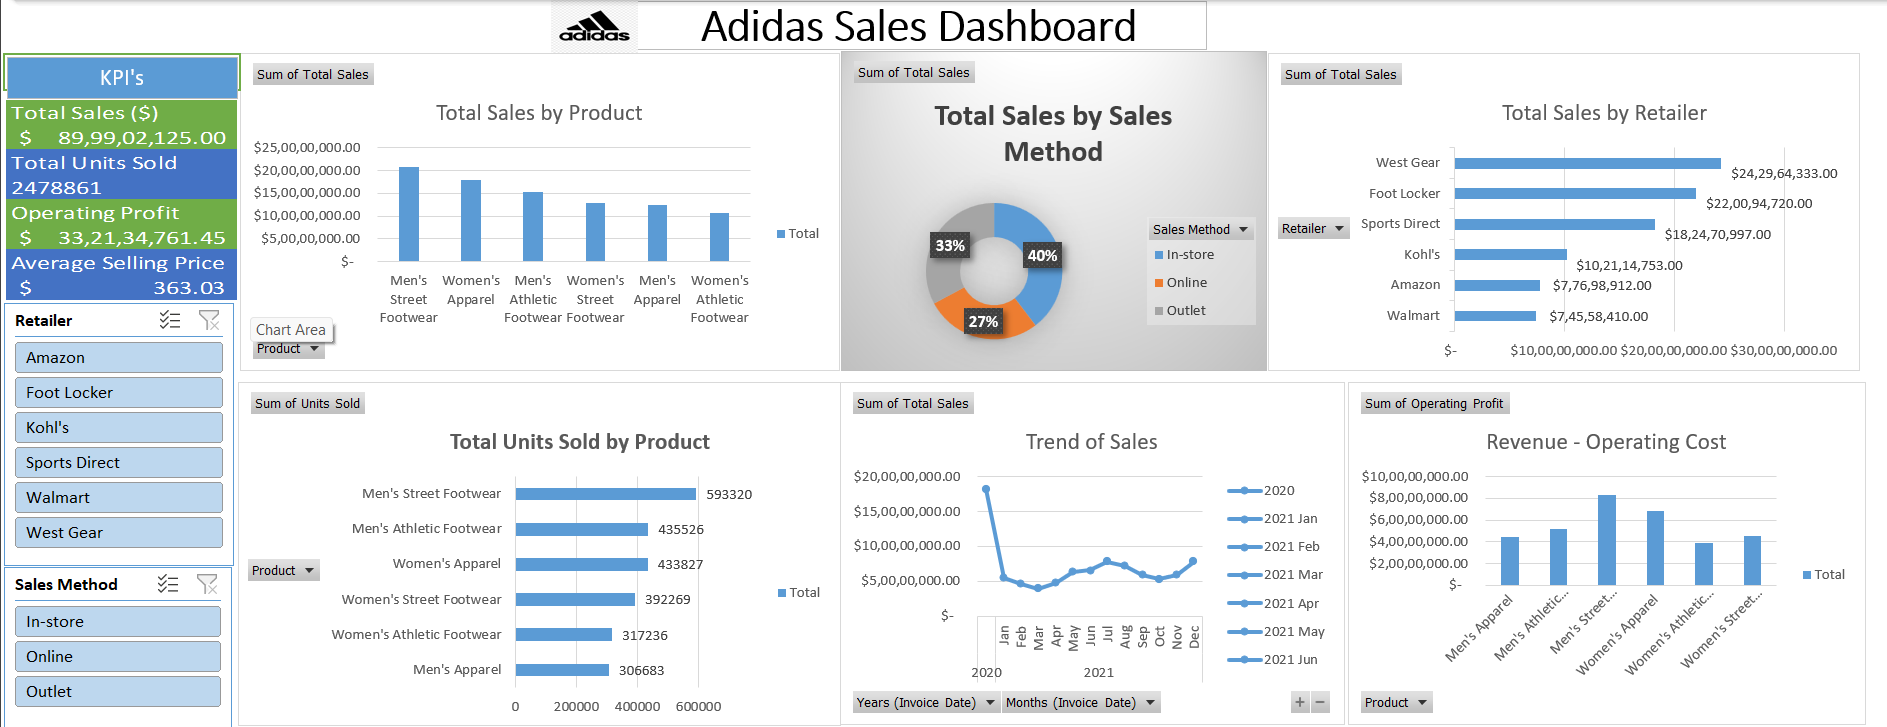 adidas
Adidas Sales Dashboard
KPI's
Total Sales ($)
$ 89,99,02,125.00
Total Units Sold
2478861
Operating Profit
$ 33,21,34,761.45
Average Selling Price
$ 363.03
Retailer
Amazon
Foot Locker
Kohl's
Sports Direct
Walmart
West Gear
Sales Method
In-store
Online
Outlet
Sum of Total Sales
Total Sales by Product
$25,00,00,000.00
$20,00,00,000.00
$15,00,00,000.00
$10,00,00,000.00
$5,00,00,000.00
$-
Men's Street Footwear
Women's Apparel
Men's Athletic Footwear
Women's Street Footwear
Men's Apparel
Women's Athletic Footwear
Total
Chart Area
Product
Sum of Total Sales
Total Sales by Sales
Method
33%
40%
27%
Sales Method
In-store
Online
Outlet
Sum of Total Sales
Total Sales by Retailer
Retailer
West Gear
$24,29,64,333.00
Foot Locker
$22,00,94,720.00
Sports Direct
$18,24,70,997.00
Kohl's
$10,21,14,753.00
Amazon
$7,76,98,912.00
Walmart
$7,45,58,410.00
$- $10,00,00,000.00 $20,00,00,000.00 $30,00,00,000.00
Sum of Units Sold
Total Units Sold by Product
Product
Men's Street Footwear 593320
Men's Athletic Footwear 435526
Women's Apparel 433827
Women's Street Footwear 392269
Women's Athletic Footwear 317236
Men's Apparel 306683
0 200000 400000 600000
Total
Sum of Total Sales
Trend of Sales
$20,00,00,000.00
$15,00,00,000.00
$10,00,00,000.00
$5,00,00,000.00
$-
Jan Feb Mar Apr May Jun Jul Aug Sep Oct Nov Dec
2020 2021
2020
2021 Jan
2021 Feb
2021 Mar
2021 Apr
2021 May
2021 Jun
Years (Invoice Date) Months (Invoice Date)
+ −
Sum of Operating Profit
Revenue - Operating Cost
$10,00,00,000.00
$8,00,00,000.00
$6,00,00,000.00
$4,00,00,000.00
$2,00,00,000.00
$-
Men's Apparel
Men's Athletic...
Men's Street...
Women's Apparel
Women's Athletic...
Women's Street...
Total
Product